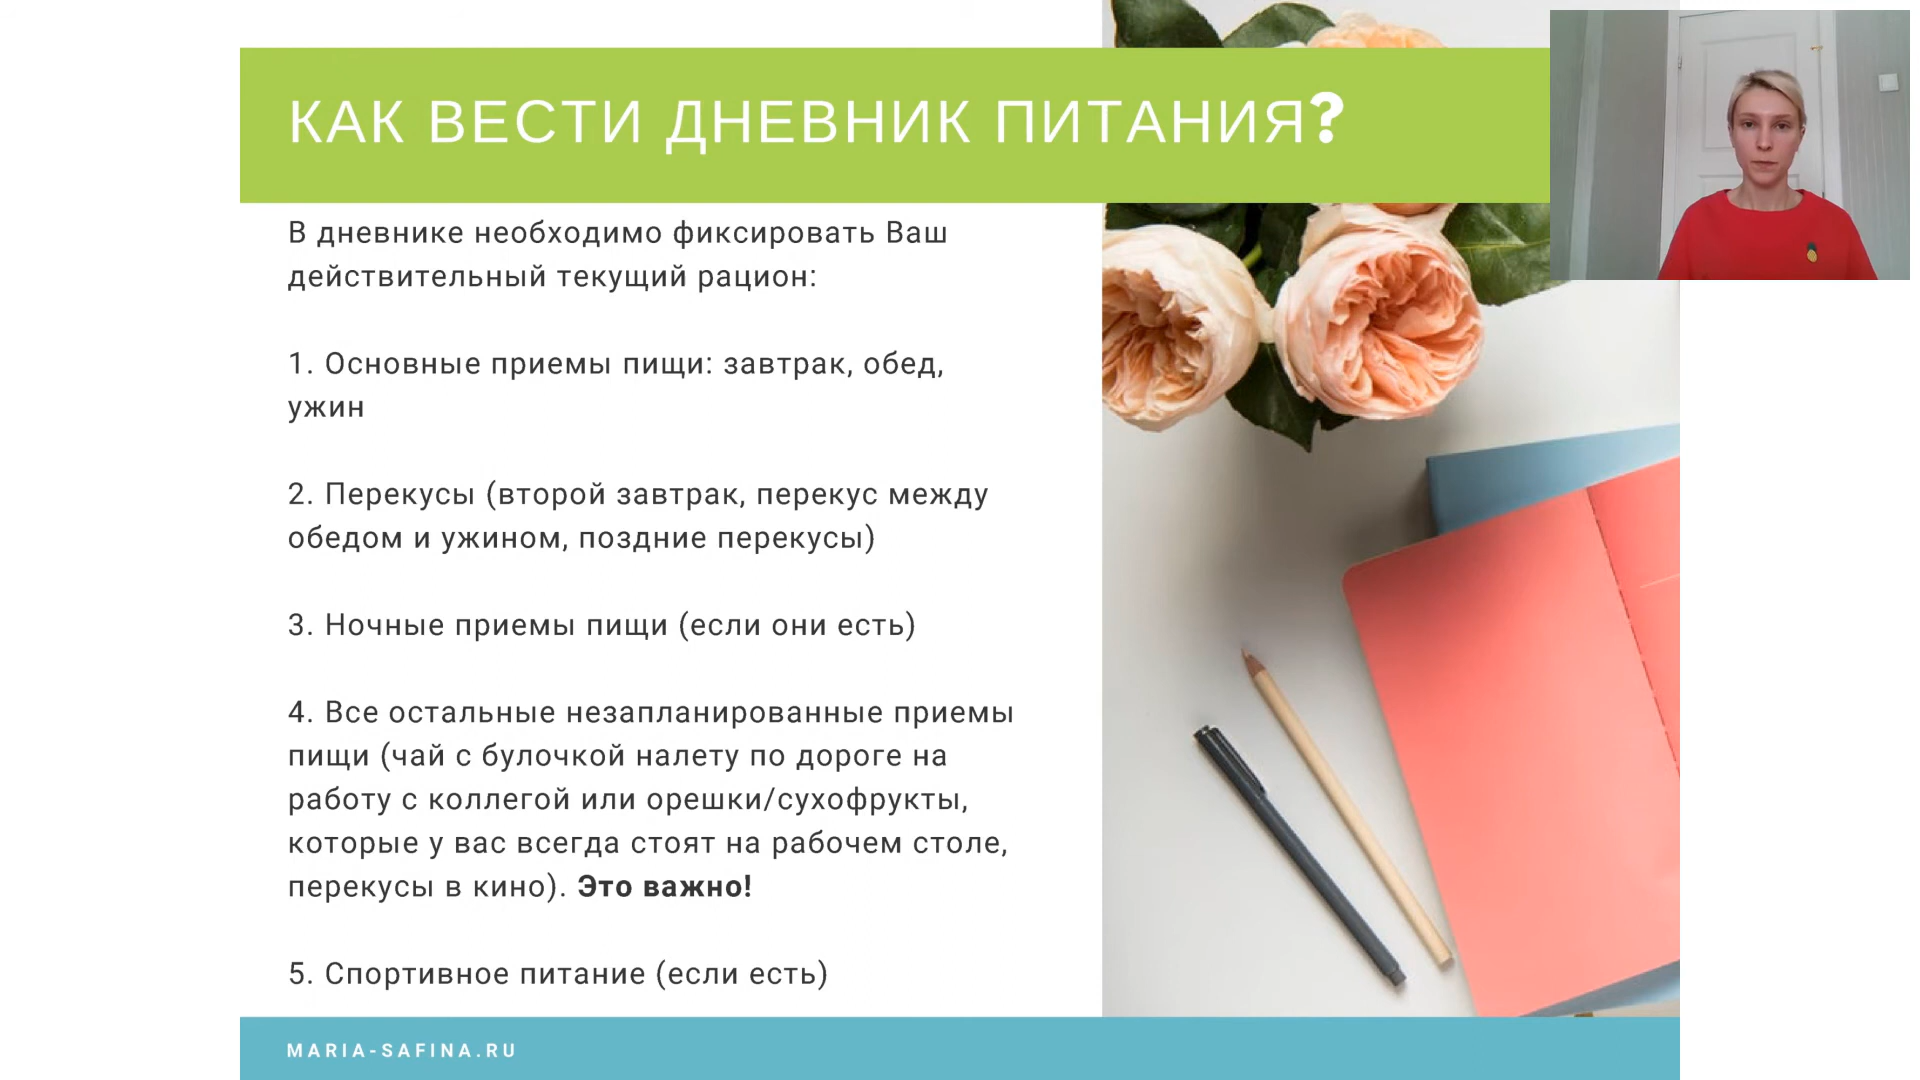 КАК ВЕСТИ ДНЕВНИК ПИТАНИЯ?
В дневнике необходимо фиксировать Ваш
действительный текущий рацион:
1. Основные приемы пищи: завтрак, обед,
ужин
2. Перекусы (второй завтрак, перекус между
обедом и ужином, поздние перекусы)
3. Ночные приемы пищи (если они есть)
4. Все остальные незапланированные приемы
пищи (чай с булочкой налету по дороге на
работу с коллегой или орешки/сухофрукты,
которые у вас всегда стоят на рабочем столе,
перекусы в кино). Это важно!
5. Спортивное питание (если есть)
MARIA-SAFINA.RU